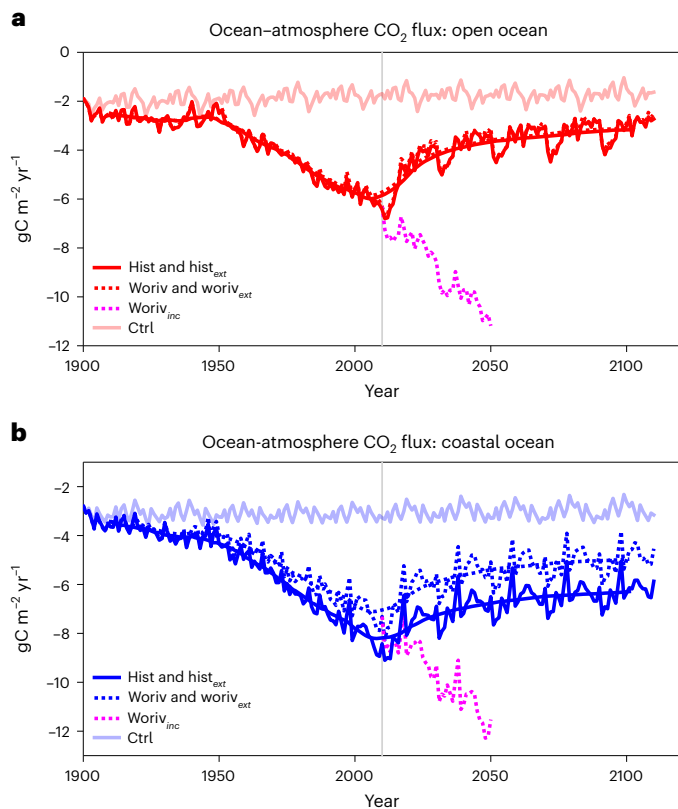 a
Ocean–atmosphere CO2 flux: open ocean
0
−2
−4
−6
−8
−10
−12
gC m−2 yr−1
Hist and histext
Woriv and worivext
Worivinc
Ctrl
1900
1950
2000
2050
2100
Year
b
Ocean-atmosphere CO2 flux: coastal ocean
−2
−4
−6
−8
−10
−12
gC m−2 yr−1
Hist and histext
Woriv and worivext
Worivinc
Ctrl
1900
1950
2000
2050
2100
Year